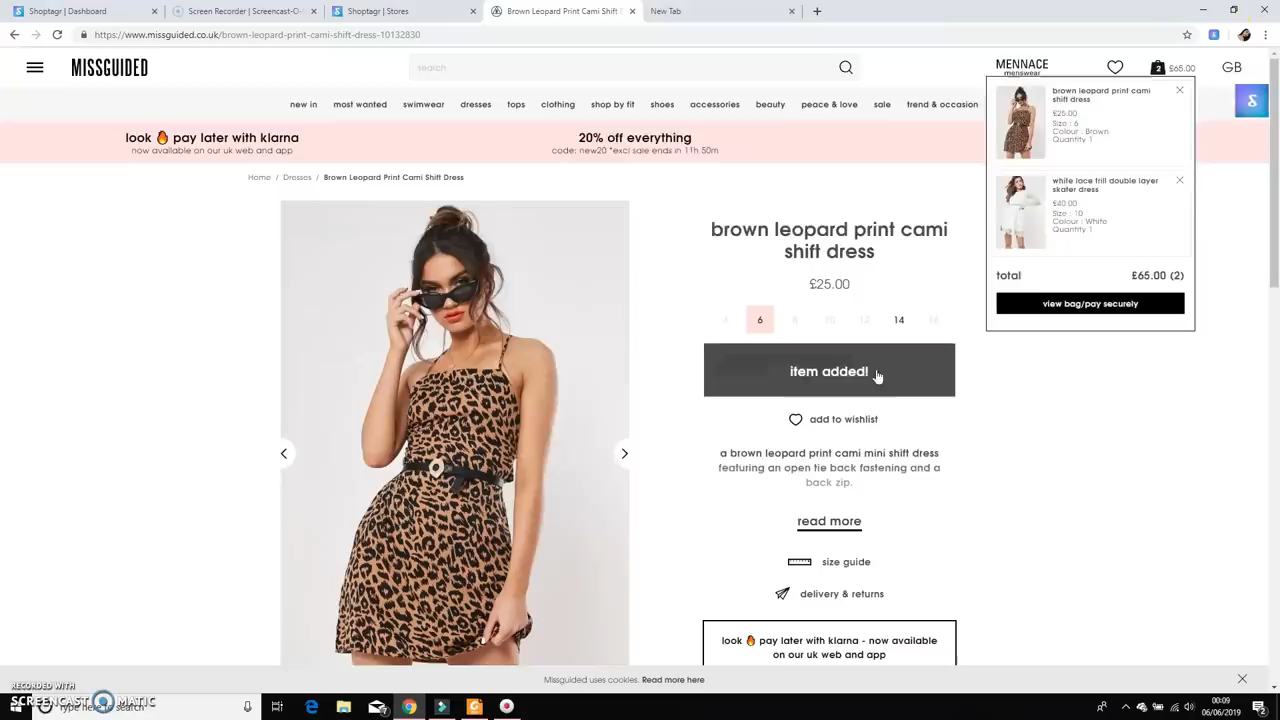 Shoptagr | Dashboard
Screen Recorder | Screencast-O-
Shoptagr | Stores
Brown Leopard Print Cami Shift
New Tab
https://www.missguided.co.uk/brown-leopard-print-cami-shift-dress-10132830
MISSGUIDED
search
MENNACE
menswear
2
£65.00
GB
new in
most wanted
swimwear
dresses
tops
clothing
shop by fit
shoes
accessories
beauty
peace & love
sale
trend & occasion
look 🔥 pay later with klarna
now available on our uk web and app
20% off everything
code: new20 *excl sale ends in 11h 50m
Home / Dresses / Brown Leopard Print Cami Shift Dress
brown leopard print cami
shift dress
£25.00
Size : 6
Colour : Brown
Quantity 1
white lace frill double layer
skater dress
£40.00
Size : 10
Colour : White
Quantity 1
total £65.00 (2)
view bag/pay securely
brown leopard print cami
shift dress
£25.00
4 6 8 10 12 14 16
item added!
add to wishlist
a brown leopard print cami mini shift dress
featuring an open tie back fastening and a
back zip.
read more
size guide
delivery & returns
look 🔥 pay later with klarna - now available
on our uk web and app
Missguided uses cookies. Read more here
RECORDED WITH
SCREENCAST MATIC
Type here to search
00:09
06/06/2019
2